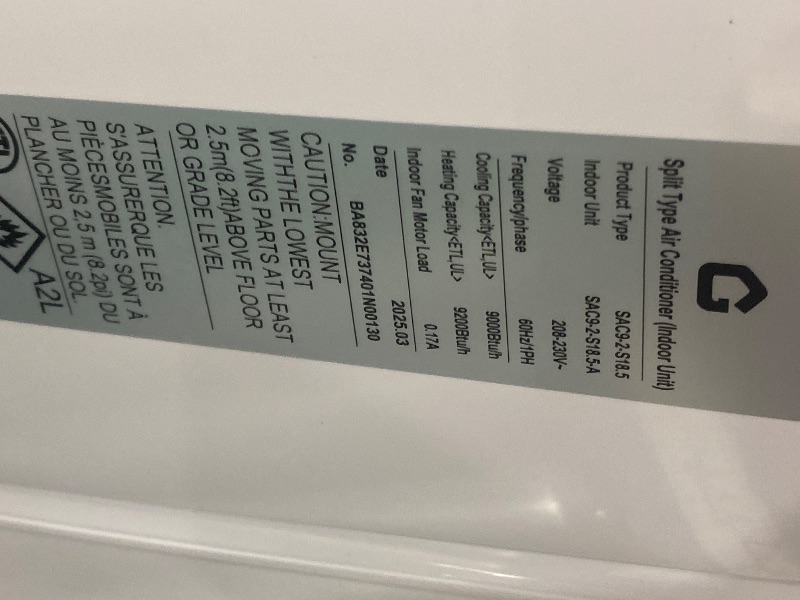 G
Split Type Air Conditioner (Indoor Unit)
Product Type SAC9-2-S18.5
Indoor Unit SAC9-2-S18.5-A
Voltage 208-230V~
Frequency/phase 60Hz/1PH
Cooling Capacity<ETL,UL> 9000Btu/h
Heating Capacity<ETL,UL> 9200Btu/h
Indoor Fan Motor Load 0.17A
Date 2025.03
No. BA832E737401N00130
CAUTION:MOUNT
WITHTHE LOWEST
MOVING PARTS AT LEAST
2.5m(8.2ft)ABOVE FLOOR
OR GRADE LEVEL
ATTENTION.
S'ASSURERQUE LES
PIÈCESMOBILES SONT À
AU MOINS 2,5 m (8.2pi) DU
PLANCHER OU DU SOL.
A2L